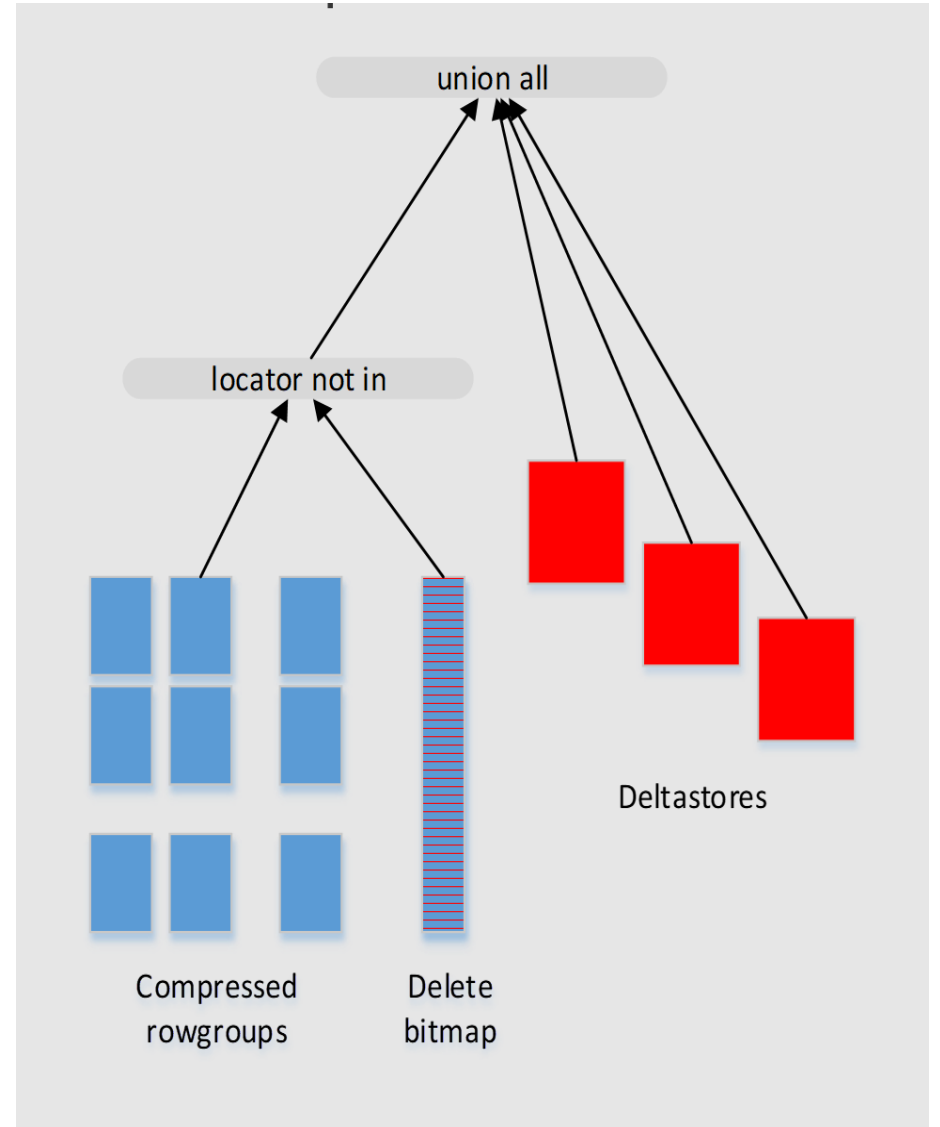 union all
locator not in
Deltastores
Compressed
rowgroups
Delete
bitmap